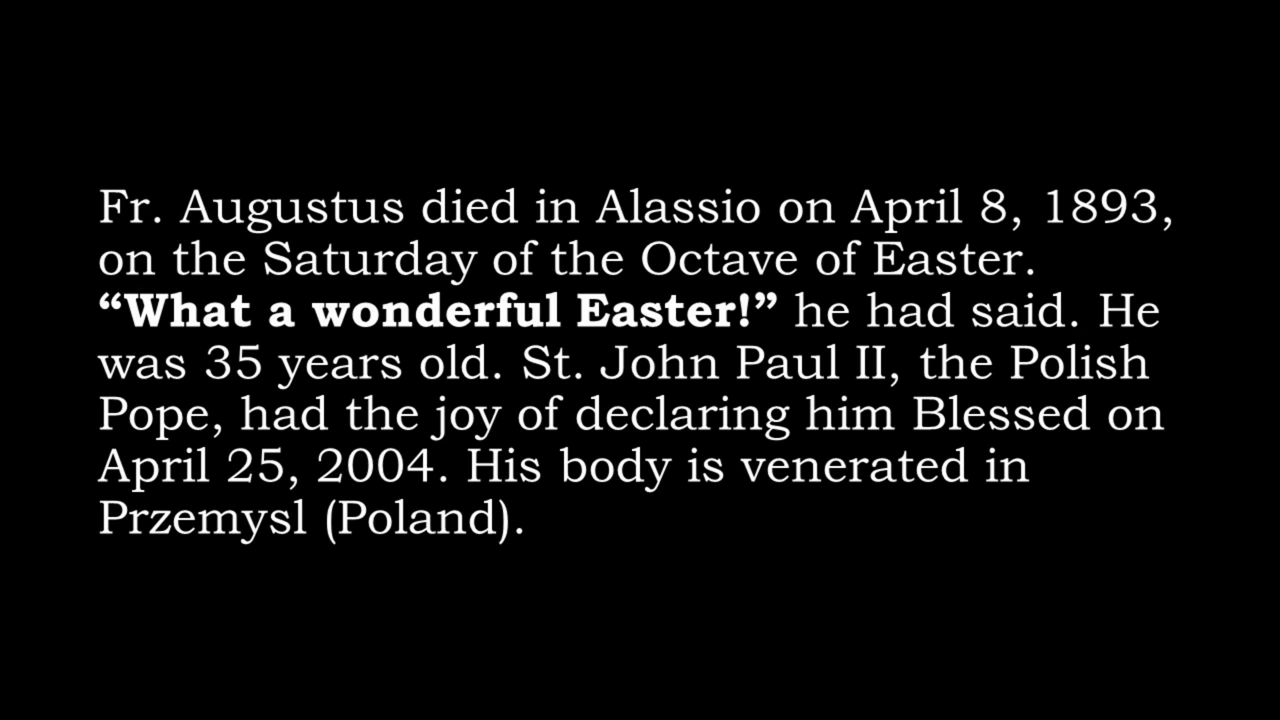 Fr. Augustus died in Alassio on April 8, 1893,
on the Saturday of the Octave of Easter.
“What a wonderful Easter!” he had said. He
was 35 years old. St. John Paul II, the Polish
Pope, had the joy of declaring him Blessed on
April 25, 2004. His body is venerated in
Przemysl (Poland).